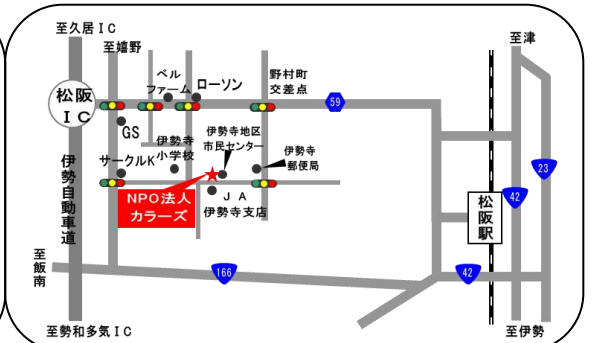 至久居IC
至嬉野
至津
ベル
ファーム
ローソン
野村町
交差点
松阪
IC
59
GS
伊勢寺
小学校
伊勢寺地区
市民センター
伊勢寺
郵便局
サークルK
23
42
NPO法人
カラーズ
JA
伊勢寺支店
伊勢自動車道
松阪駅
至飯南
166
42
至勢和多気IC
至伊勢